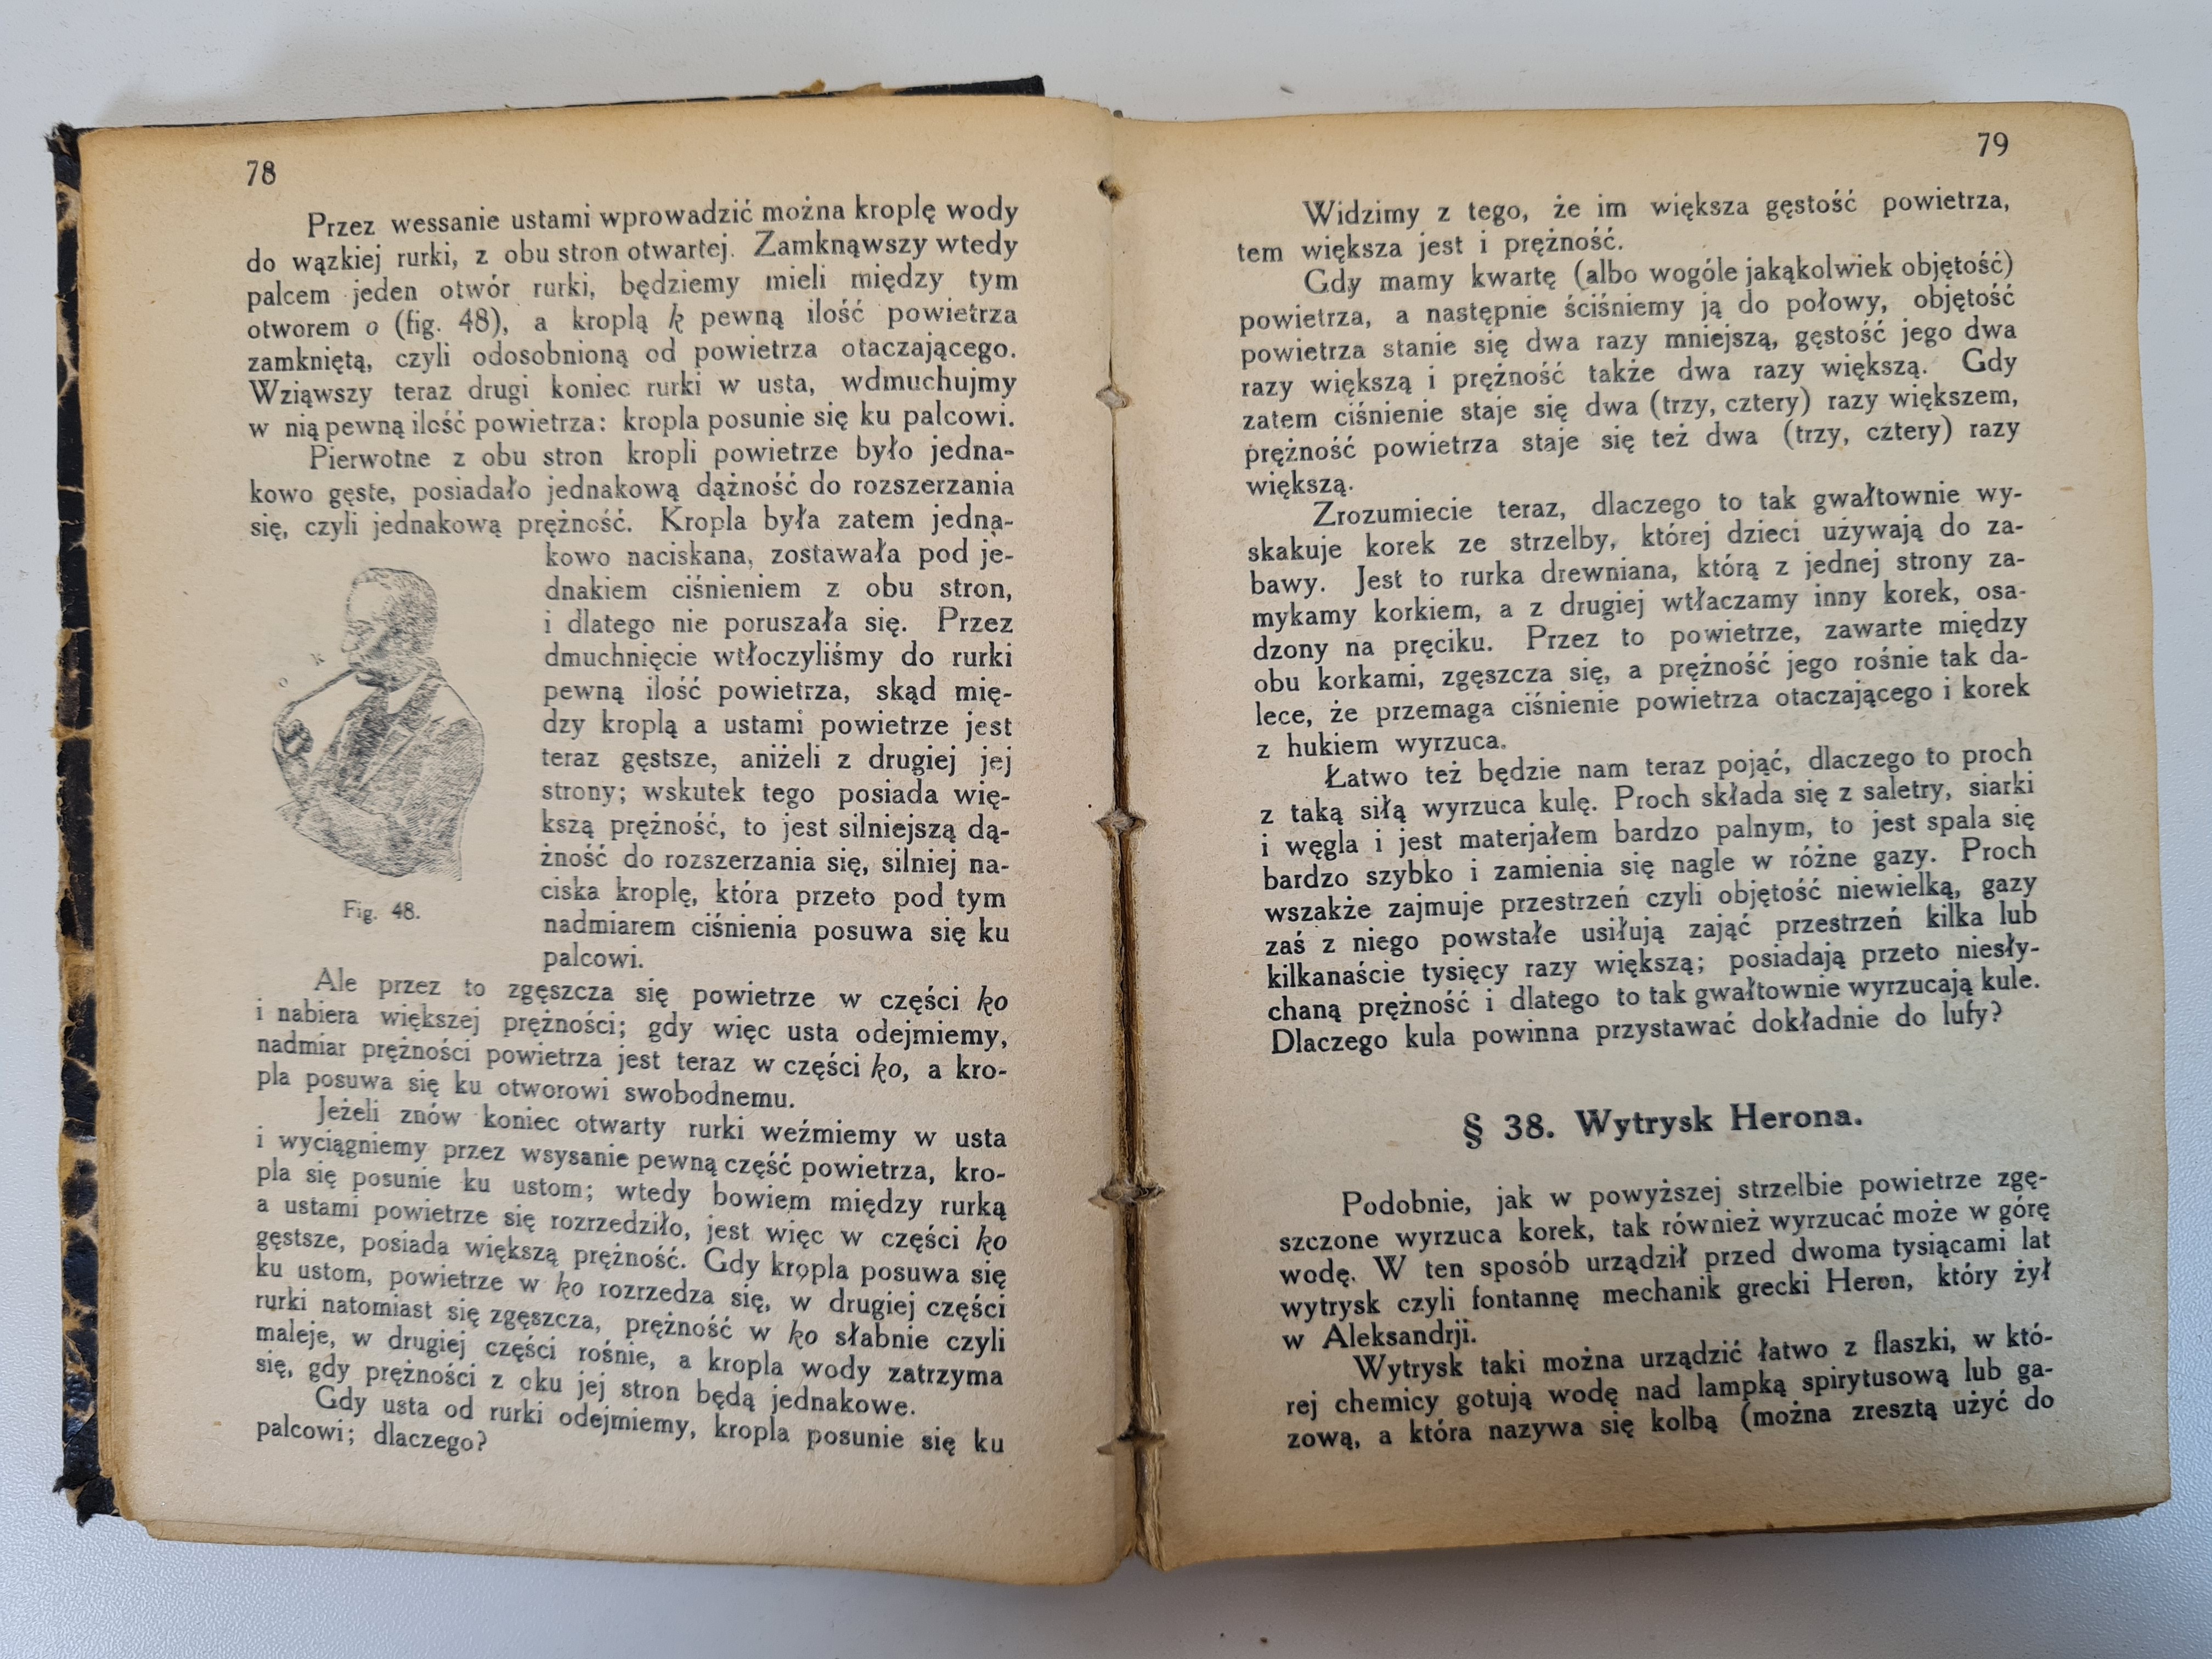 78
Przez wessanie ustami wprowadzić można kroplę wody
do wązkiej rurki, z obu stron otwartej. Zamknąwszy wtedy
palcem jeden otwór rurki, będziemy mieli między tym
otworem o (fig. 48), a kroplą k pewną ilość powietrza
zamkniętą, czyli odosobnioną od powietrza otaczającego.
Wziąwszy teraz drugi koniec rurki w usta, wdmuchujmy
w nią pewną ilość powietrza: kropla posunie się ku palcowi.
Pierwotne z obu stron kropli powietrze było jedna-
kowo gęste, posiadało jednakową dążność do rozszerzania
się, czyli jednakową prężność. Kropla była zatem jedna-
kowo naciskana, zostawała pod je-
dnakiem ciśnieniem z obu stron,
i dlatego nie poruszała się. Przez
dmuchnięcie wtłoczyliśmy do rurki
pewną ilość powietrza, skąd mię-
dzy kroplą a ustami powietrze jest
teraz gęstsze, aniżeli z drugiej jej
strony; wskutek tego posiada wię-
kszą prężność, to jest silniejszą dą-
żność do rozszerzania się, silniej na-
ciska kroplę, która przeto pod tym
nadmiarem ciśnienia posuwa się ku
palcowi.
k
o
Fig. 48.
Ale przez to zgęszcza się powietrze w części ko
i nabiera większej prężności; gdy więc usta odejmiemy,
nadmiar prężności powietrza jest teraz w części ko, a kro-
pla posuwa się ku otworowi swobodnemu.
Jeżeli znów koniec otwarty rurki weźmiemy w usta
i wyciągniemy przez wsysanie pewną część powietrza, kro-
pla się posunie ku ustom; wtedy bowiem między rurką
a ustami powietrze się rozrzedziło, jest więc w części ko
gęstsze, posiada większą prężność. Gdy kropla posuwa się
ku ustom, powietrze w ko rozrzedza się, w drugiej części
rurki natomiast się zgęszcza, prężność w ko słabnie czyli
maleje, w drugiej części rośnie, a kropla wody zatrzyma
się, gdy prężności z oku jej stron będą jednakowe.
Gdy usta od rurki odejmiemy, kropla posunie się ku
palcowi; dlaczego?
79
Widzimy z tego, że im większa gęstość powietrza,
tem większa jest i prężność.
Gdy mamy kwartę (albo wogóle jakąkolwiek objętość)
powietrza, a następnie ściśniemy ją do połowy, objętość
powietrza stanie się dwa razy mniejszą, gęstość jego dwa
razy większą i prężność także dwa razy większą. Gdy
zatem ciśnienie staje się dwa (trzy, cztery) razy większem,
prężność powietrza staje się też dwa (trzy, cztery) razy
większą.
Zrozumiecie teraz, dlaczego to tak gwałtownie wy-
skakuje korek ze strzelby, której dzieci używają do za-
bawy. Jest to rurka drewniana, którą z jednej strony za-
mykamy korkiem, a z drugiej wtłaczamy inny korek, osa-
dzony na pręciku. Przez to powietrze, zawarte między
obu korkami, zgęszcza się, a prężność jego rośnie tak da-
lece, że przemaga ciśnienie powietrza otaczającego i korek
z hukiem wyrzuca.
Łatwo też będzie nam teraz pojąć, dlaczego to proch
z taką siłą wyrzuca kulę. Proch składa się z saletry, siarki
i węgla i jest materjałem bardzo palnym, to jest spala się
bardzo szybko i zamienia się nagle w różne gazy. Proch
wszakże zajmuje przestrzeń czyli objętość niewielką, gazy
zaś z niego powstałe usiłują zająć przestrzeń kilka lub
kilkanaście tysięcy razy większą; posiadają przeto niesły-
chaną prężność i dlatego to tak gwałtownie wyrzucają kule.
Dlaczego kula powinna przystawać dokładnie do lufy?
§ 38. Wytrysk Herona.
Podobnie, jak w powyższej strzelbie powietrze zgę-
szczone wyrzuca korek, tak również wyrzucać może w górę
wodę. W ten sposób urządził przed dwoma tysiącami lat
wytrysk czyli fontannę mechanik grecki Heron, który żył
w Aleksandrji.
Wytrysk taki można urządzić łatwo z flaszki, w któ-
rej chemicy gotują wodę nad lampką spirytusową lub ga-
zową, a która nazywa się kolbą (można zresztą użyć do